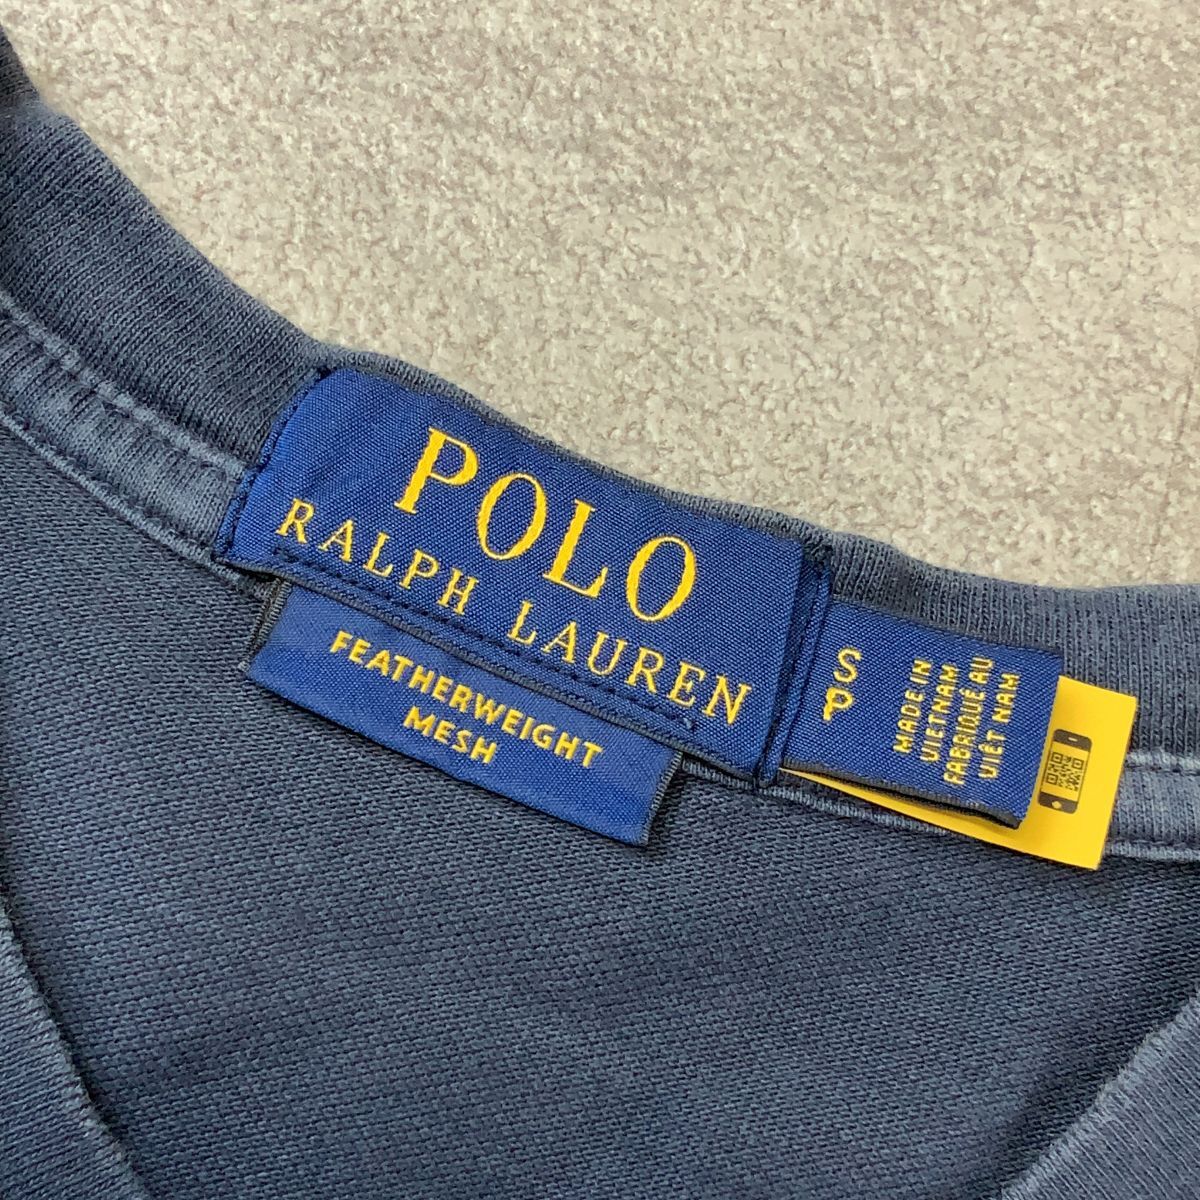 POLO
RALPH LAUREN
FEATHERWEIGHT
MESH
S
P
MADE IN
VIETNAM
FABRIQUÉ AU
VIÊT NAM